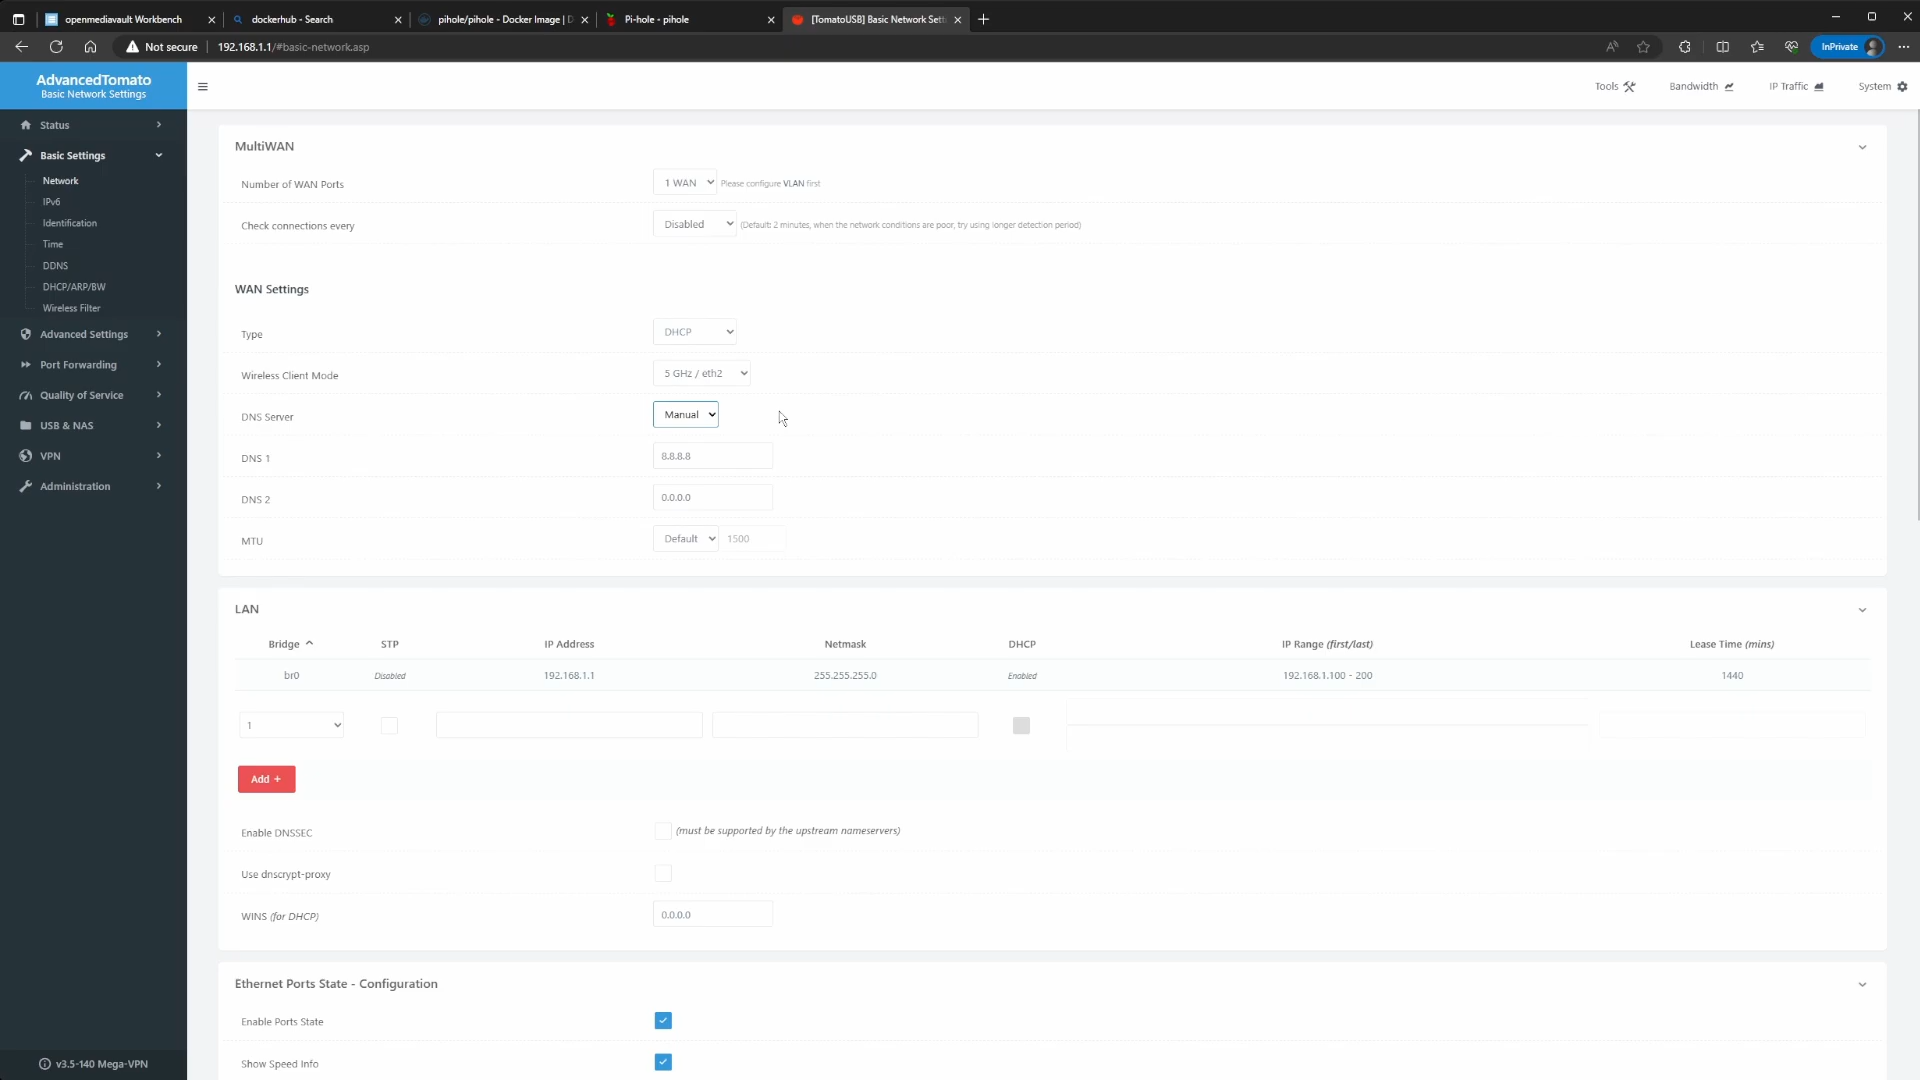 openmediavault Workbench
dockerhub - Search
pihole/pihole - Docker Image | D
Pi-hole - pihole
[TomatoUSB] Basic Network Sett
Not secure
192.168.1.1/#basic-network.asp
InPrivate
AdvancedTomato
Basic Network Settings
Tools
Bandwidth
IP Traffic
System
Status
Basic Settings
Network
IPv6
Identification
Time
DDNS
DHCP/ARP/BW
Wireless Filter
Advanced Settings
Port Forwarding
Quality of Service
USB & NAS
VPN
Administration
v3.5-140 Mega-VPN
MultiWAN
Number of WAN Ports
1 WAN
Please configure VLAN first
Check connections every
Disabled
(Default: 2 minutes, when the network conditions are poor, try using longer detection period)
WAN Settings
Type
DHCP
Wireless Client Mode
5 GHz / eth2
DNS Server
Manual
DNS 1
8.8.8.8
DNS 2
0.0.0.0
MTU
Default
1500
LAN
Bridge STP IP Address Netmask DHCP IP Range (first/last) Lease Time (mins)
br0 Disabled 192.168.1.1 255.255.255.0 Enabled 192.168.1.100 - 200 1440
1
Add +
Enable DNSSEC
(must be supported by the upstream nameservers)
Use dnscrypt-proxy
WINS (for DHCP)
0.0.0.0
Ethernet Ports State - Configuration
Enable Ports State
Show Speed Info